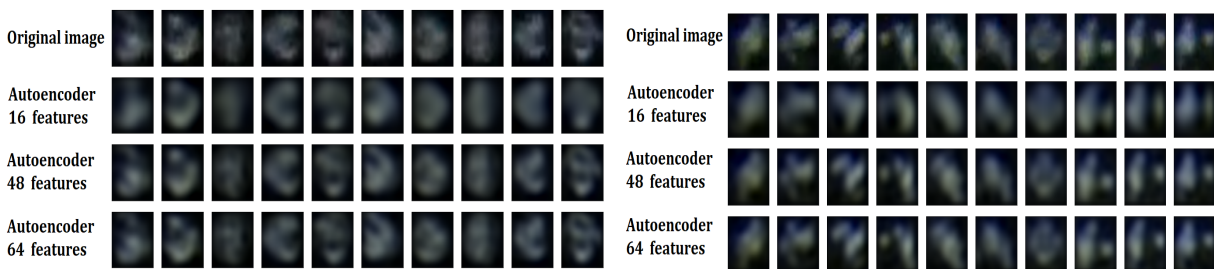 Original image
Autoencoder
16 features
Autoencoder
48 features
Autoencoder
64 features
Original image
Autoencoder
16 features
Autoencoder
48 features
Autoencoder
64 features